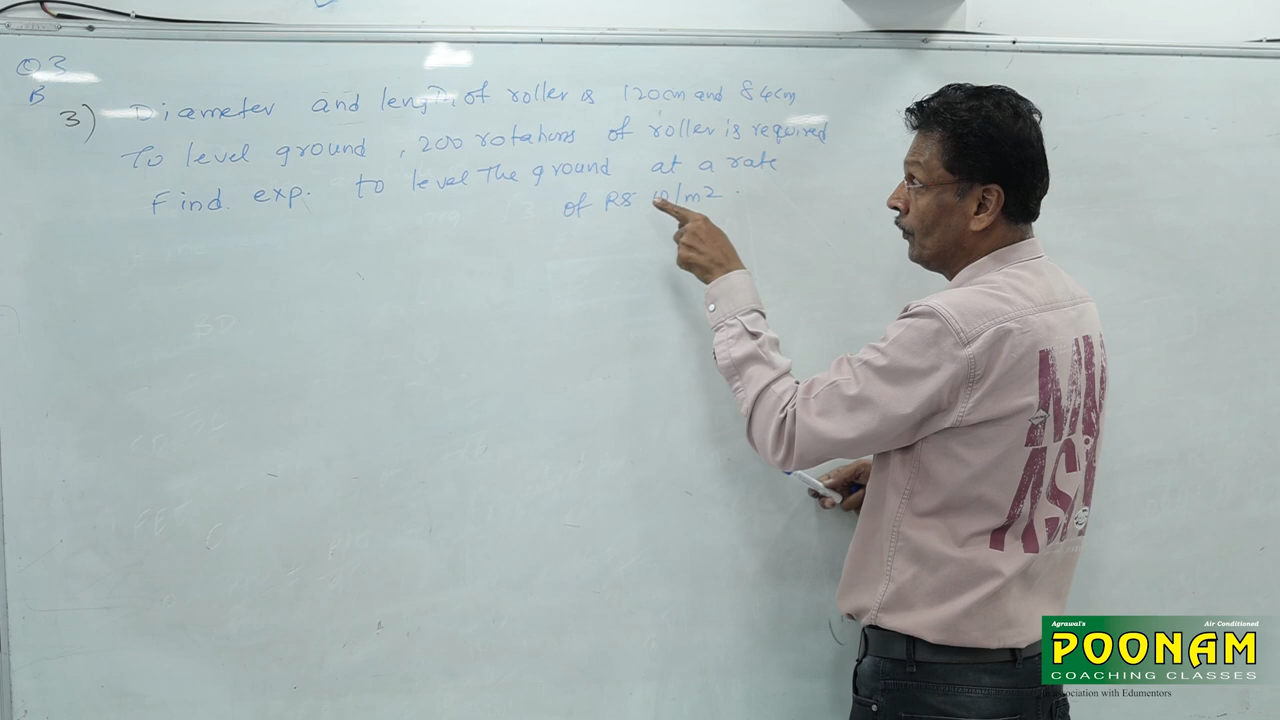 Q3
B
3) Diameter and length of roller is 120cm and 84cm
To level ground, 200 rotations of roller is required
Find exp. to level The ground at a rate
of RS /m2.
Agrawal's Air Conditioned
POONAM
COACHING CLASSES
association with Edumentors